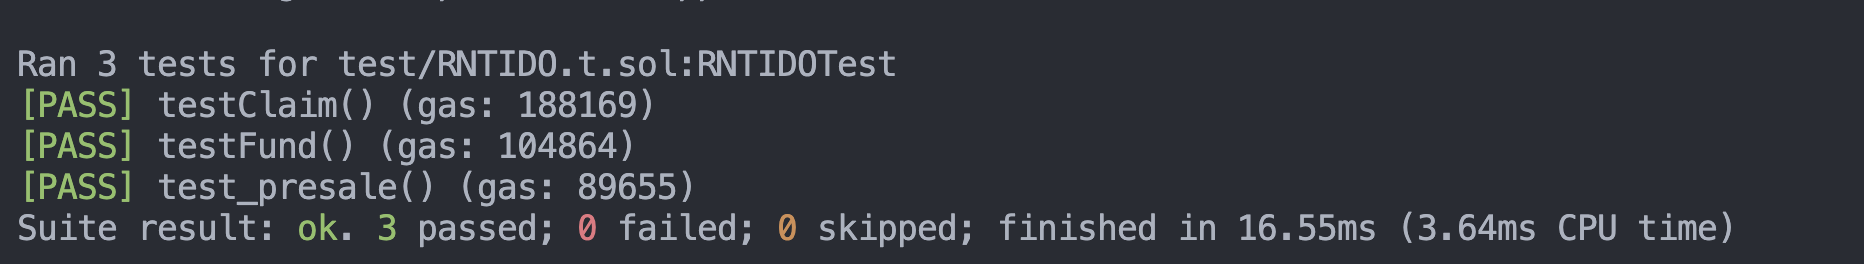 Ran 3 tests for test/RNTIDO.t.sol:RNTIDOTest
[PASS] testClaim() (gas: 188169)
[PASS] testFund() (gas: 104864)
[PASS] test_presale() (gas: 89655)
Suite result: ok. 3 passed; 0 failed; 0 skipped; finished in 16.55ms (3.64ms CPU time)